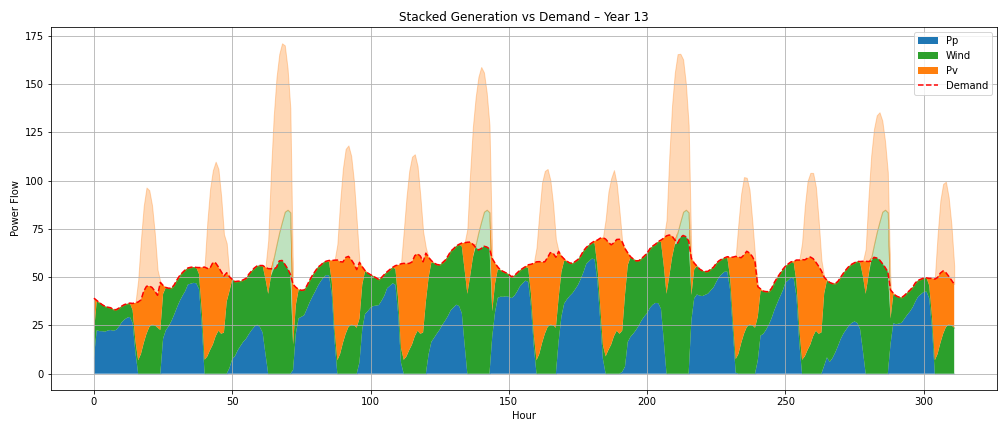 Stacked Generation vs Demand – Year 13
Pp
Wind
Pv
Demand
Power Flow
175
150
125
100
75
50
25
0
0 50 100 150 200 250 300
Hour